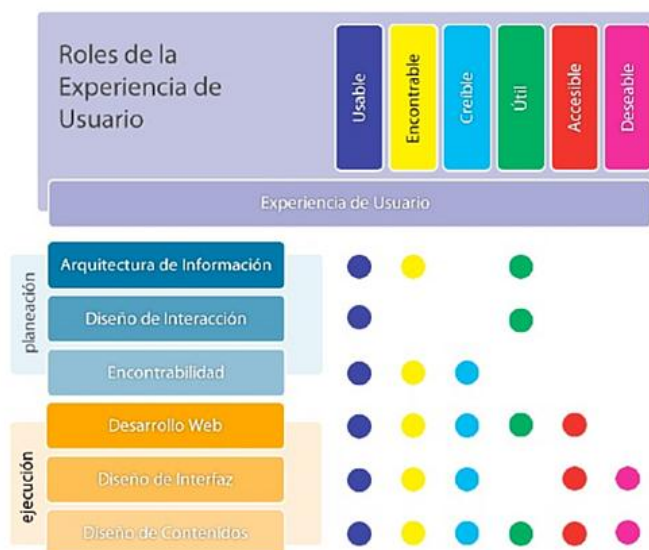 Roles de la
Experiencia de
Usuario
Usable
Encontrable
Creíble
Útil
Accesible
Deseable
Experiencia de Usuario
planeación
Arquitectura de Información
Diseño de Interacción
Encontrabilidad
ejecución
Desarrollo Web
Diseño de Interfaz
Diseño de Contenidos